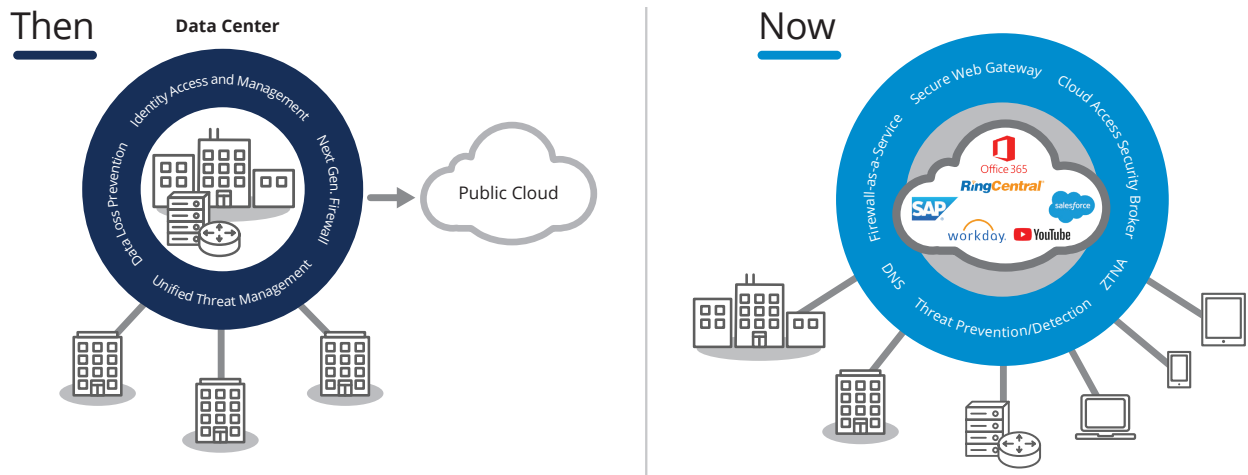 Then
Data Center
Identity Access and Management
Next Gen. Firewall
Data Loss Prevention
Unified Threat Management
Public Cloud
Now
Secure Web Gateway
Cloud Access Security Broker
Firewall-as-a-Service
Office 365
RingCentral®
SAP
salesforce
workday.
YouTube
DNS
Threat Prevention/Detection
ZTNA